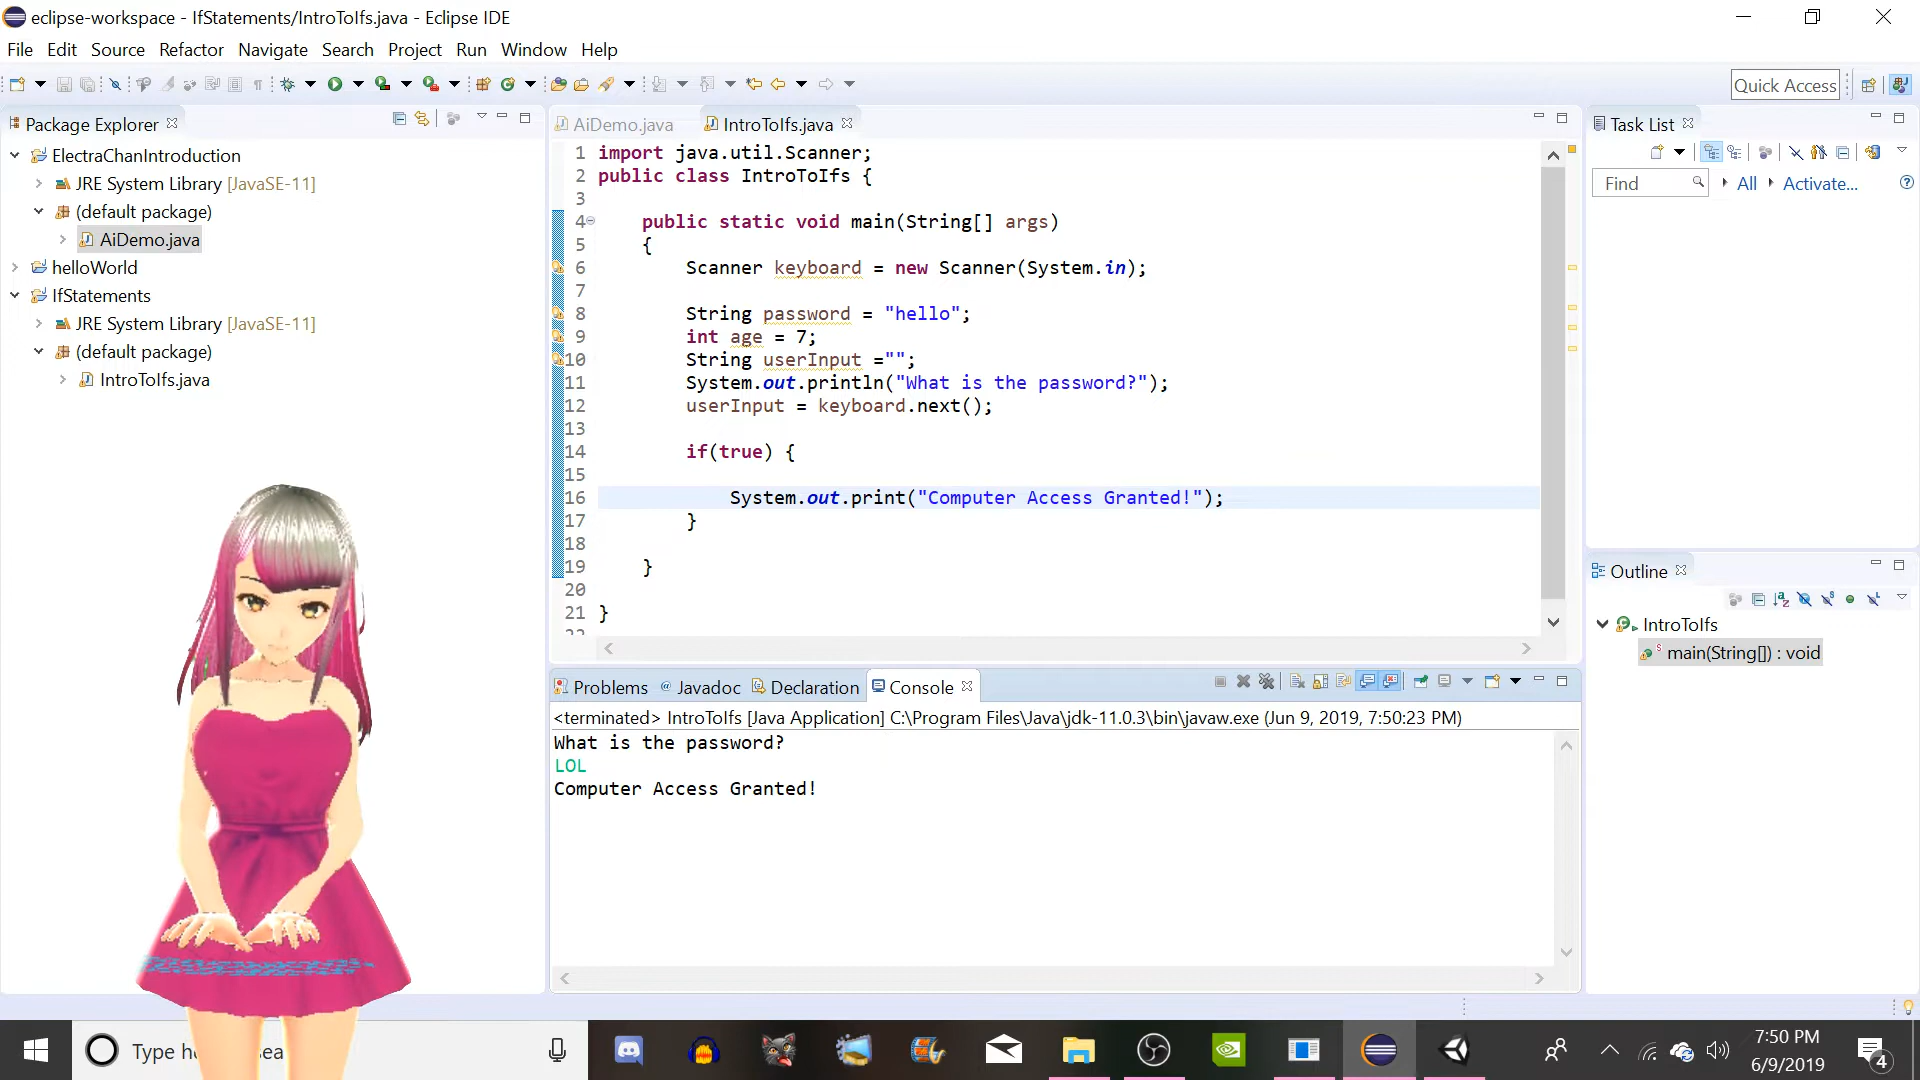 eclipse-workspace - IfStatements/IntroToIfs.java - Eclipse IDE
File Edit Source Refactor Navigate Search Project Run Window Help
Quick Access
Package Explorer
ElectraChanIntroduction
JRE System Library [JavaSE-11]
(default package)
AiDemo.java
helloWorld
IfStatements
JRE System Library [JavaSE-11]
(default package)
IntroToIfs.java
AiDemo.java IntroToIfs.java
1 import java.util.Scanner;
2 public class IntroToIfs {
3
4 public static void main(String[] args)
5 {
6 Scanner keyboard = new Scanner(System.in);
7
8 String password = "hello";
9 int age = 7;
10 String userInput ="";
11 System.out.println("What is the password?");
12 userInput = keyboard.next();
13
14 if(true) {
15
16 System.out.print("Computer Access Granted!");
17 }
18
19 }
20
21 }
22
Task List
Find All Activate...
Outline
IntroToIfs
main(String[]) : void
Problems Javadoc Declaration Console
<terminated> IntroToIfs [Java Application] C:\Program Files\Java\jdk-11.0.3\bin\javaw.exe (Jun 9, 2019, 7:50:23 PM)
What is the password?
LOL
Computer Access Granted!
Type he sea
7:50 PM
6/9/2019
4